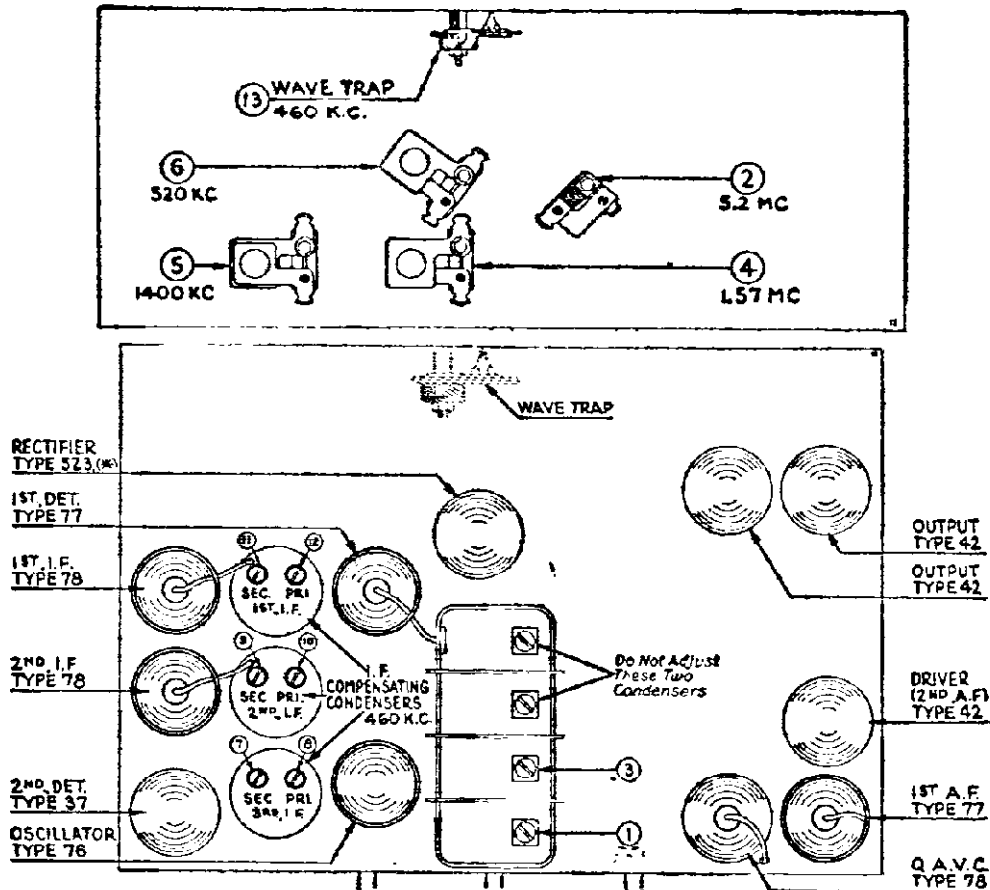 13 WAVE TRAP
460 K.C.
6
520 KC
2
5.2 MC
5
1400 KC
4
1.57 MC
WAVE TRAP
RECTIFIER
TYPE 523.(*)
1ST. DET.
TYPE 77
1ST. I.F.
TYPE 78
2ND. I.F
TYPE 78
2ND. DET.
TYPE 37
OSCILLATOR
TYPE 76
11 12
SEC. PRI
1ST. I.F.
9 10
SEC PRI.
2ND. I.F.
7 8
SEC PRI.
3RD. I.F.
I.F.
COMPENSATING
CONDENSERS
460 K.C.
Do Not Adjust
These Two
Condensers
3
1
OUTPUT
TYPE 42
OUTPUT
TYPE 42
DRIVER
(2ND A.F.)
TYPE 42
1ST A.F.
TYPE 77
Q A.V.C.
TYPE 78